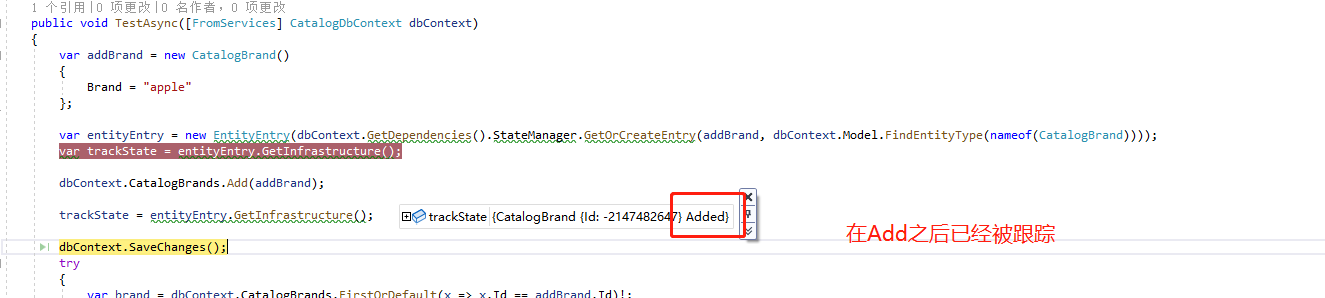 1 个引用|0 项更改|0 名作者，0 项更改
public void TestAsync([FromServices] CatalogDbContext dbContext)
{
var addBrand = new CatalogBrand()
{
Brand = "apple"
};
var entityEntry = new EntityEntry(dbContext.GetDependencies().StateManager.GetOrCreateEntry(addBrand, dbContext.Model.FindEntityType(nameof(CatalogBrand))));
var trackState = entityEntry.GetInfrastructure();
dbContext.CatalogBrands.Add(addBrand);
trackState = entityEntry.GetInfrastructure();
trackState {CatalogBrand {Id: -2147482647} Added}
在Add之后已经被跟踪
dbContext.SaveChanges();
try
{
var brand = dbContext.CatalogBrands.FirstOrDefault(x => x.Id == addBrand.Id)!;